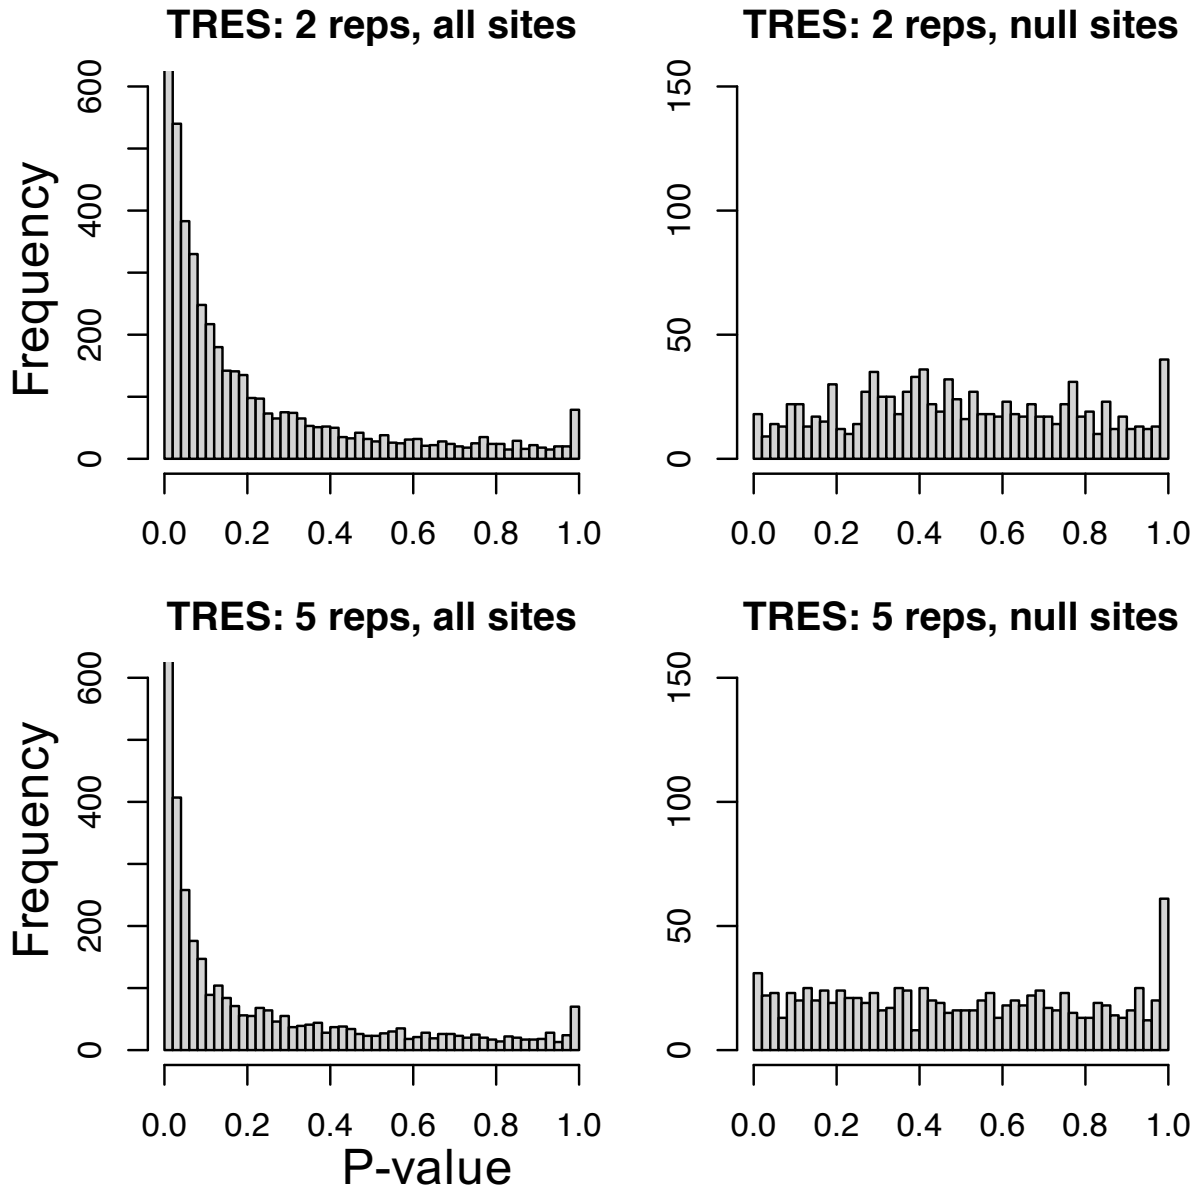 TRES: 2 reps, all sites
Frequency
600
400
200
0
0.0 0.2 0.4 0.6 0.8 1.0
TRES: 2 reps, null sites
150
100
50
0
0.0 0.2 0.4 0.6 0.8 1.0
TRES: 5 reps, all sites
Frequency
600
400
200
0
0.0 0.2 0.4 0.6 0.8 1.0
P-value
TRES: 5 reps, null sites
150
100
50
0
0.0 0.2 0.4 0.6 0.8 1.0